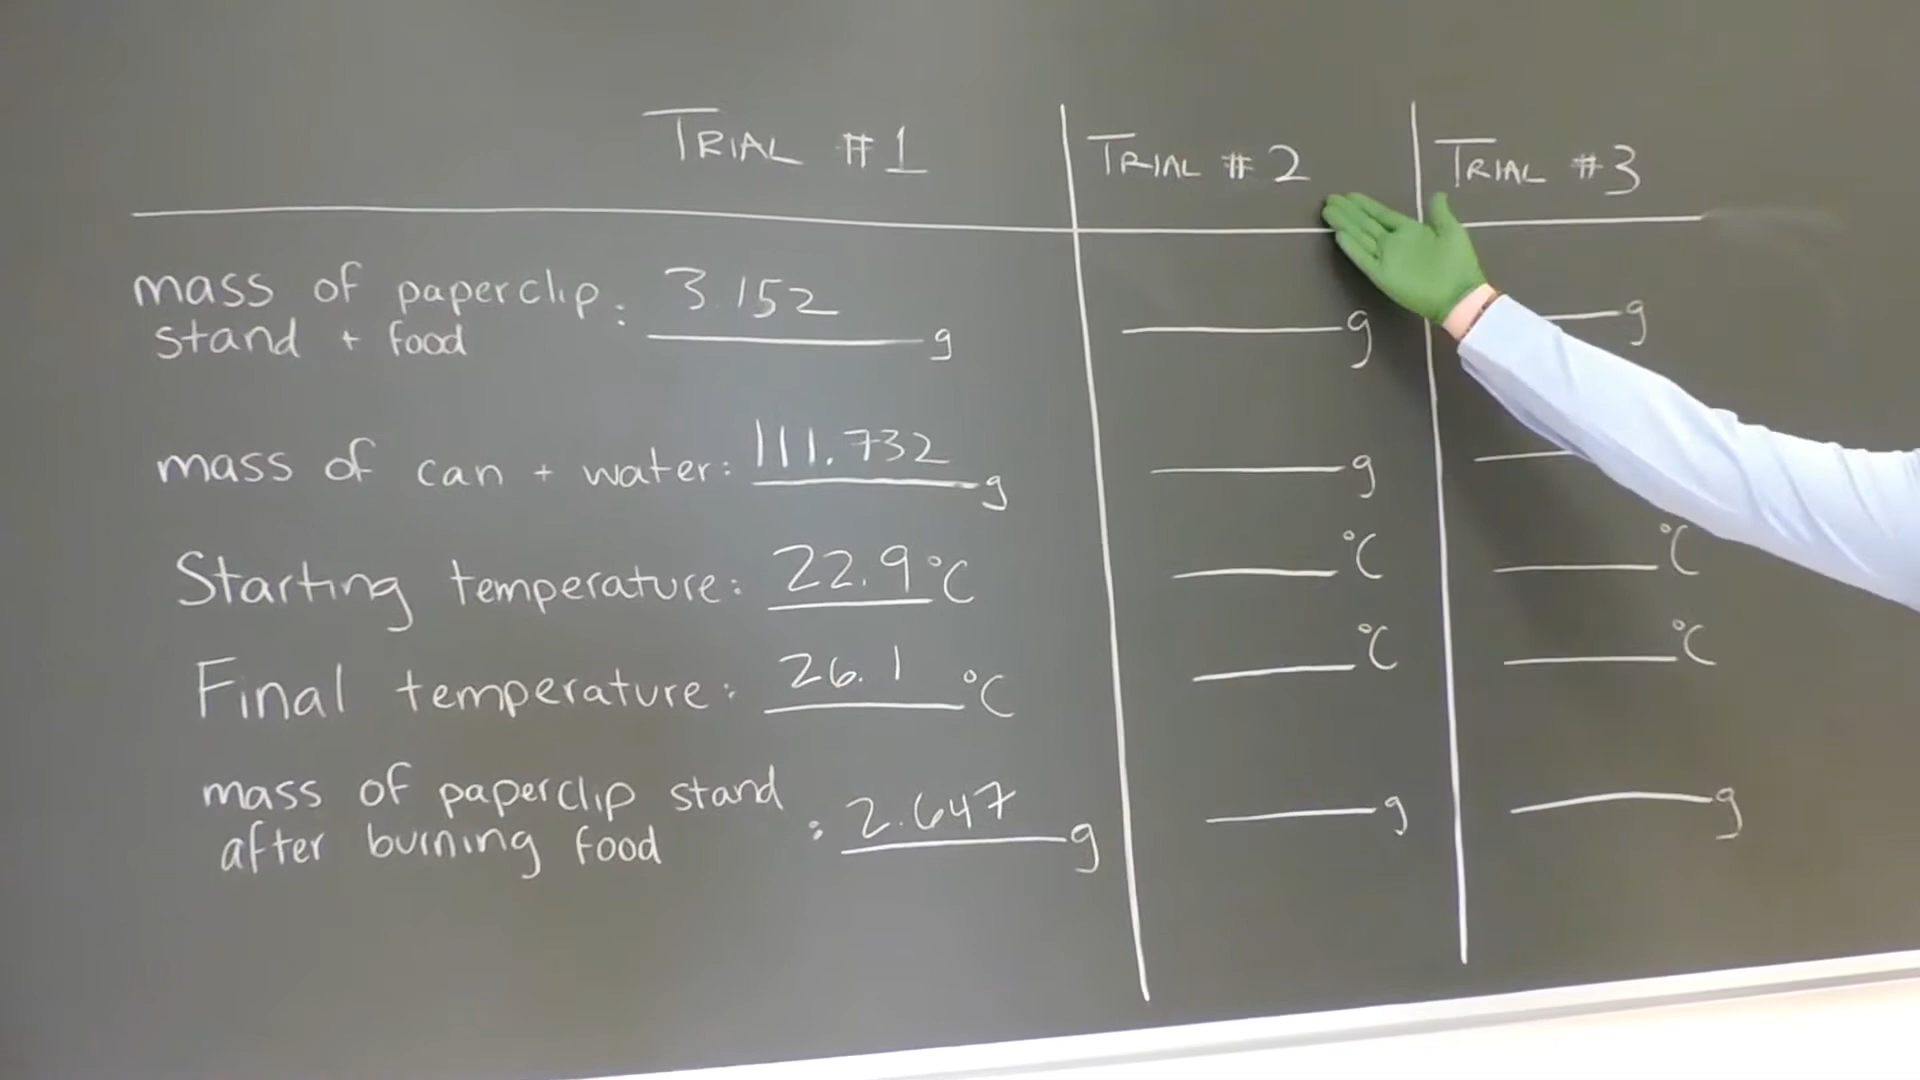 TRIAL #1 TRIAL #2 TRIAL #3
mass of paperclip
stand + food : 3.152 g g g
mass of can + water: 111.732 g g
Starting temperature: 22.9 °C °C °C
Final temperature: 26.1 °C °C °C
mass of paperclip stand
after burning food : 2.647 g g g